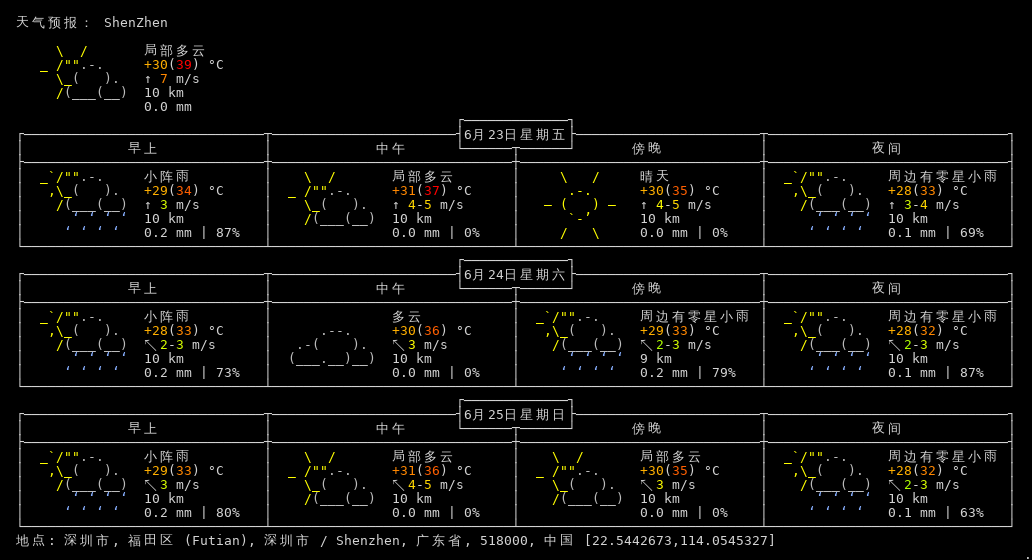 天气预报： ShenZhen
局部多云
+30(39) °C
↑ 7 m/s
10 km
0.0 mm
6月23日星期五
早上 中午 傍晚 夜间
小阵雨 局部多云 晴天 周边有零星小雨
+29(34) °C +31(37) °C +30(35) °C +28(33) °C
↑ 3 m/s ↑ 4-5 m/s ↑ 4-5 m/s ↑ 3-4 m/s
10 km 10 km 10 km 10 km
0.2 mm | 87% 0.0 mm | 0% 0.0 mm | 0% 0.1 mm | 69%
6月24日星期六
早上 中午 傍晚 夜间
小阵雨 多云 周边有零星小雨 周边有零星小雨
+28(33) °C +30(36) °C +29(33) °C +28(32) °C
↖ 2-3 m/s ↖ 3 m/s ↖ 2-3 m/s ↖ 2-3 m/s
10 km 10 km 9 km 10 km
0.2 mm | 73% 0.0 mm | 0% 0.2 mm | 79% 0.1 mm | 87%
6月25日星期日
早上 中午 傍晚 夜间
小阵雨 局部多云 局部多云 周边有零星小雨
+29(33) °C +31(36) °C +30(35) °C +28(32) °C
↖ 3 m/s ↖ 4-5 m/s ↖ 3 m/s ↖ 2-3 m/s
10 km 10 km 10 km 10 km
0.2 mm | 80% 0.0 mm | 0% 0.0 mm | 0% 0.1 mm | 63%
地点: 深圳市, 福田区 (Futian), 深圳市 / Shenzhen, 广东省, 518000, 中国 [22.5442673,114.0545327]